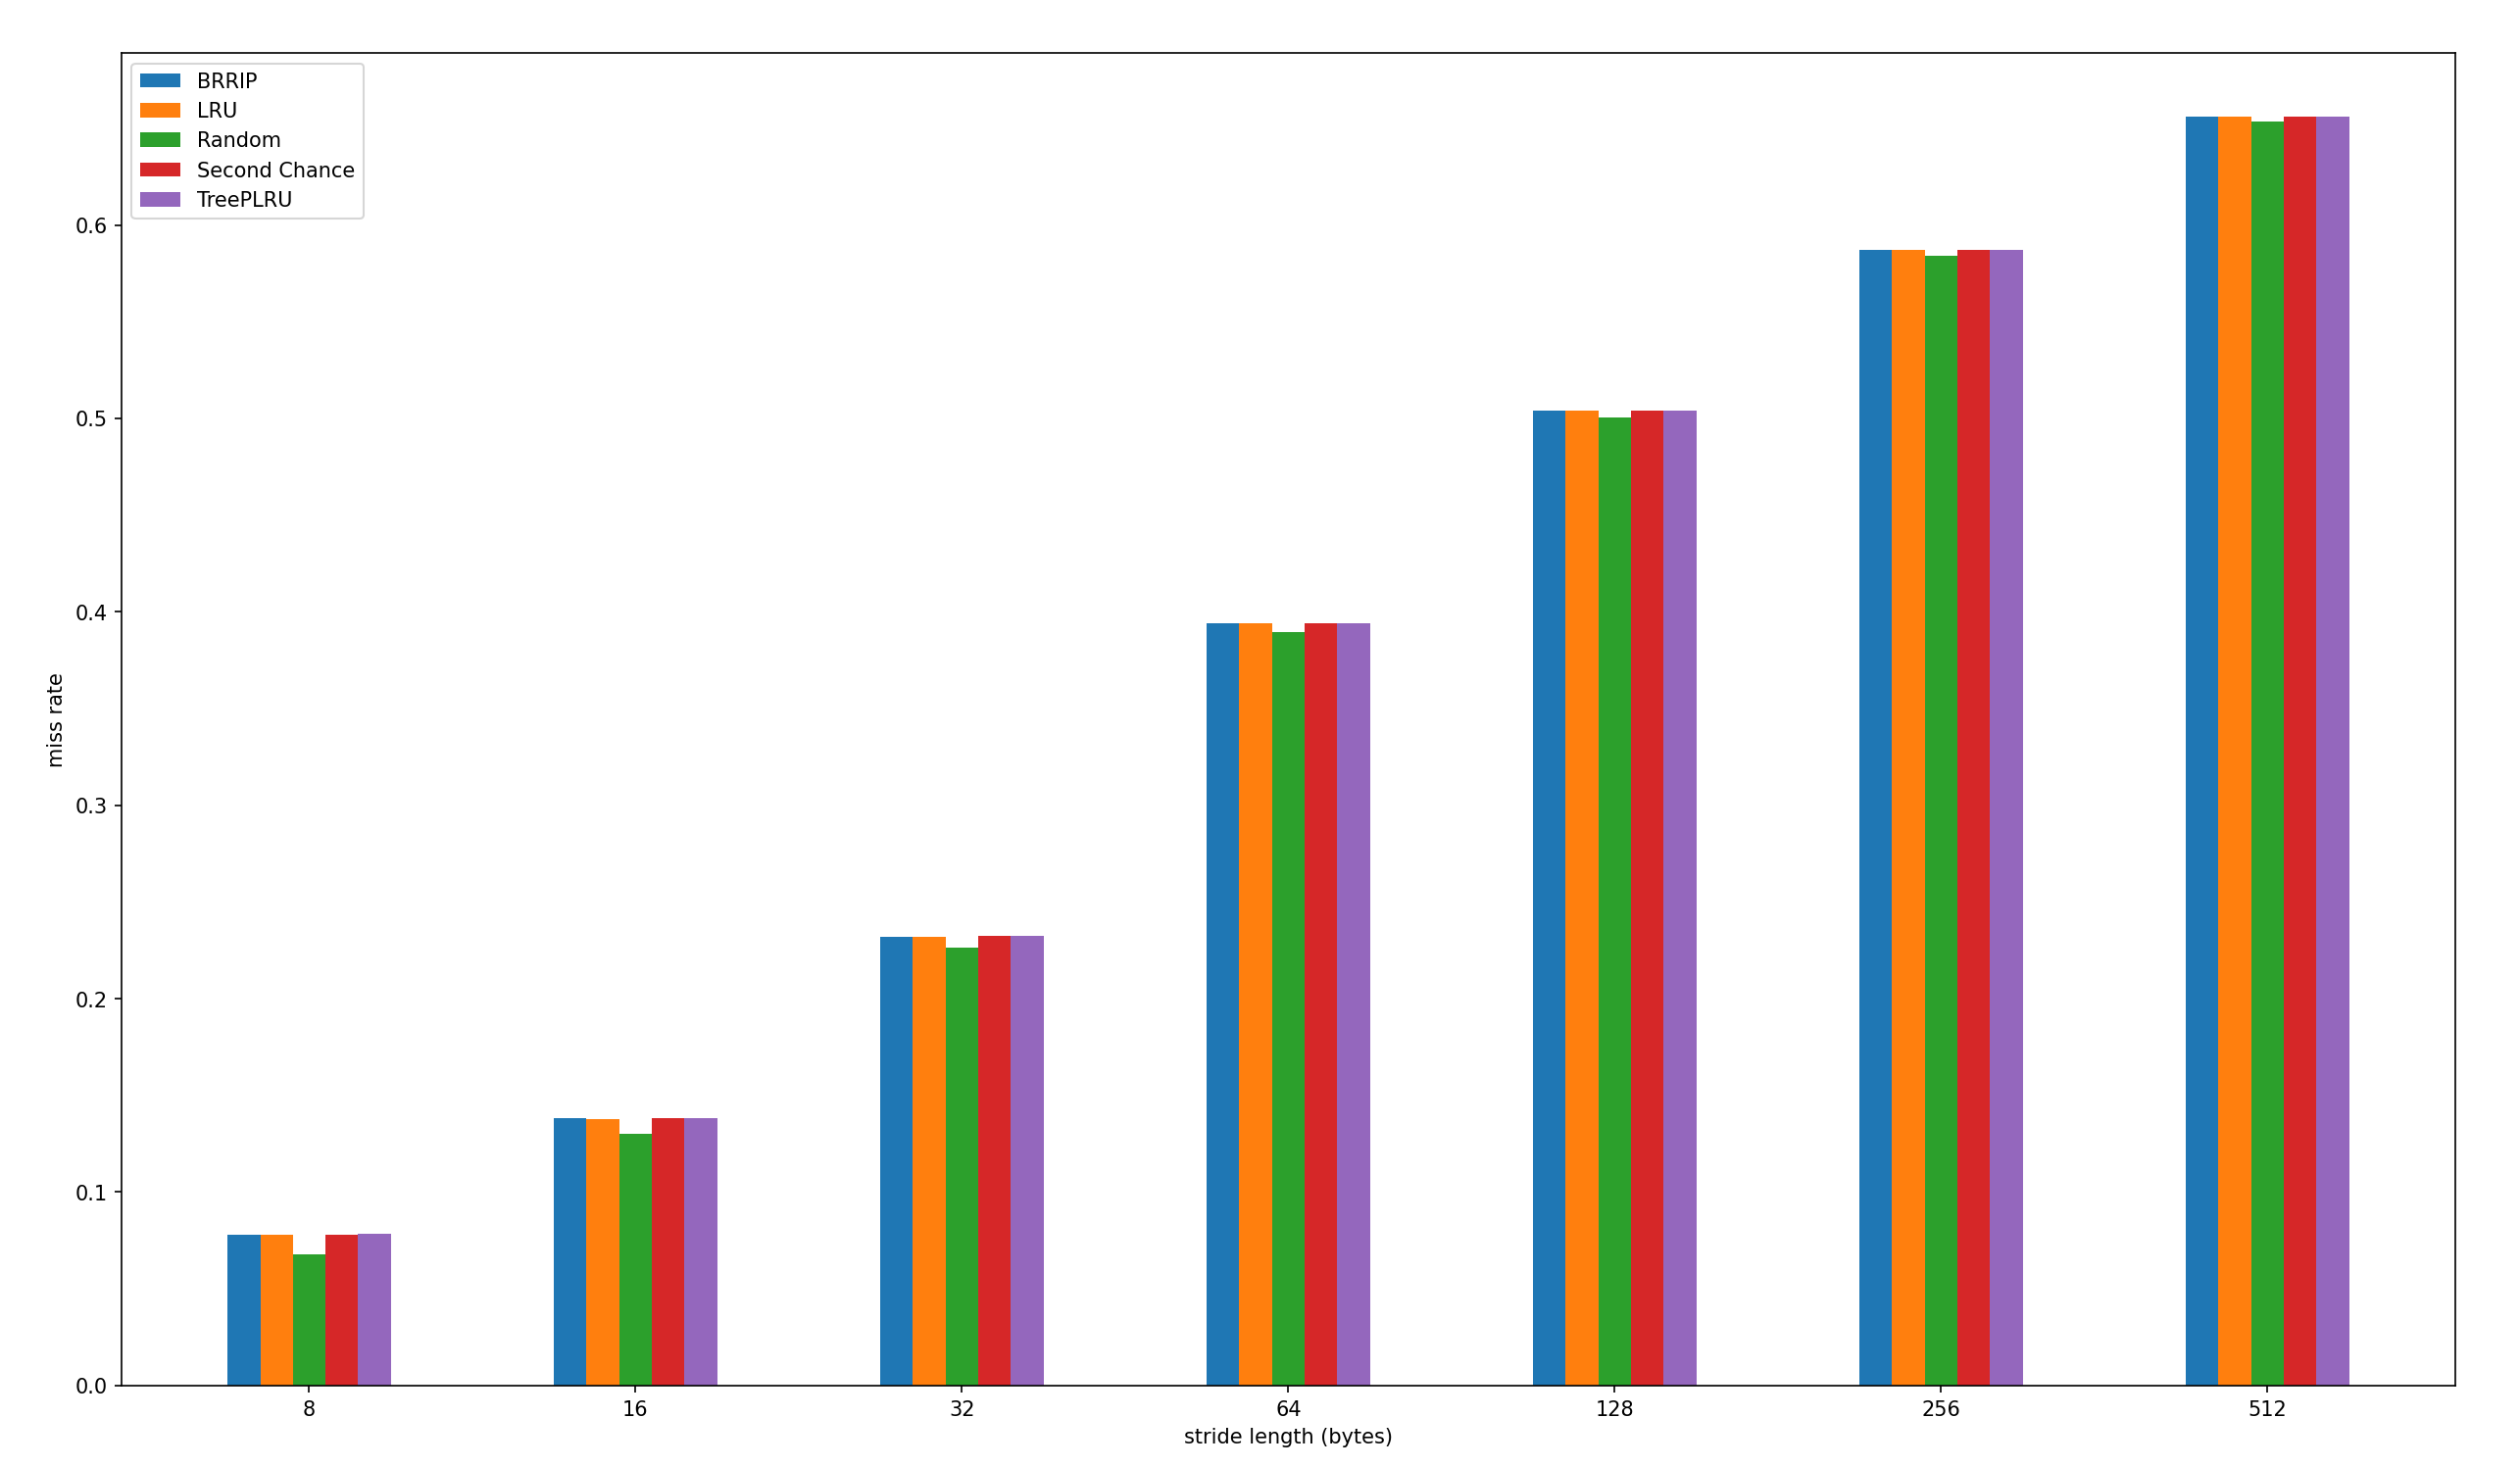 BRRIP
LRU
Random
Second Chance
TreePLRU
0.6
0.5
0.4
0.3
0.2
0.1
0.0
miss rate
8 16 32 64 128 256 512
stride length (bytes)